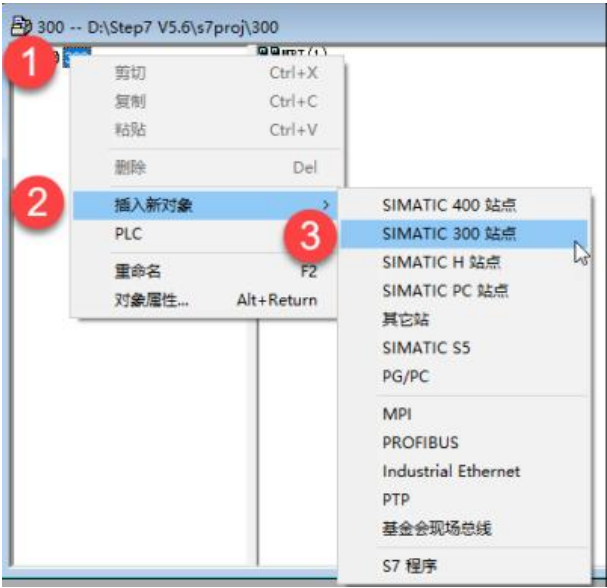 300 -- D:\Step7 V5.6\s7proj\300
1
300
MPI(1)
剪切 Ctrl+X
复制 Ctrl+C
粘贴 Ctrl+V
删除 Del
2
插入新对象 >
PLC
重命名 F2
对象属性... Alt+Return
3
SIMATIC 400 站点
SIMATIC 300 站点
SIMATIC H 站点
SIMATIC PC 站点
其它站
SIMATIC S5
PG/PC
MPI
PROFIBUS
Industrial Ethernet
PTP
基金会现场总线
S7 程序